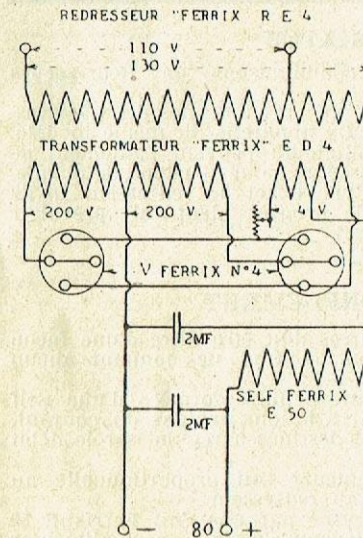 REDRESSEUR "FERRIX R E 4
110 V
130 V
TRANSFORMATEUR "FERRIX" E D 4
200 V. 200 V. 4 V.
V FERRIX N°4
2MF
SELF FERRIX
E 50
2MF
- 80 +